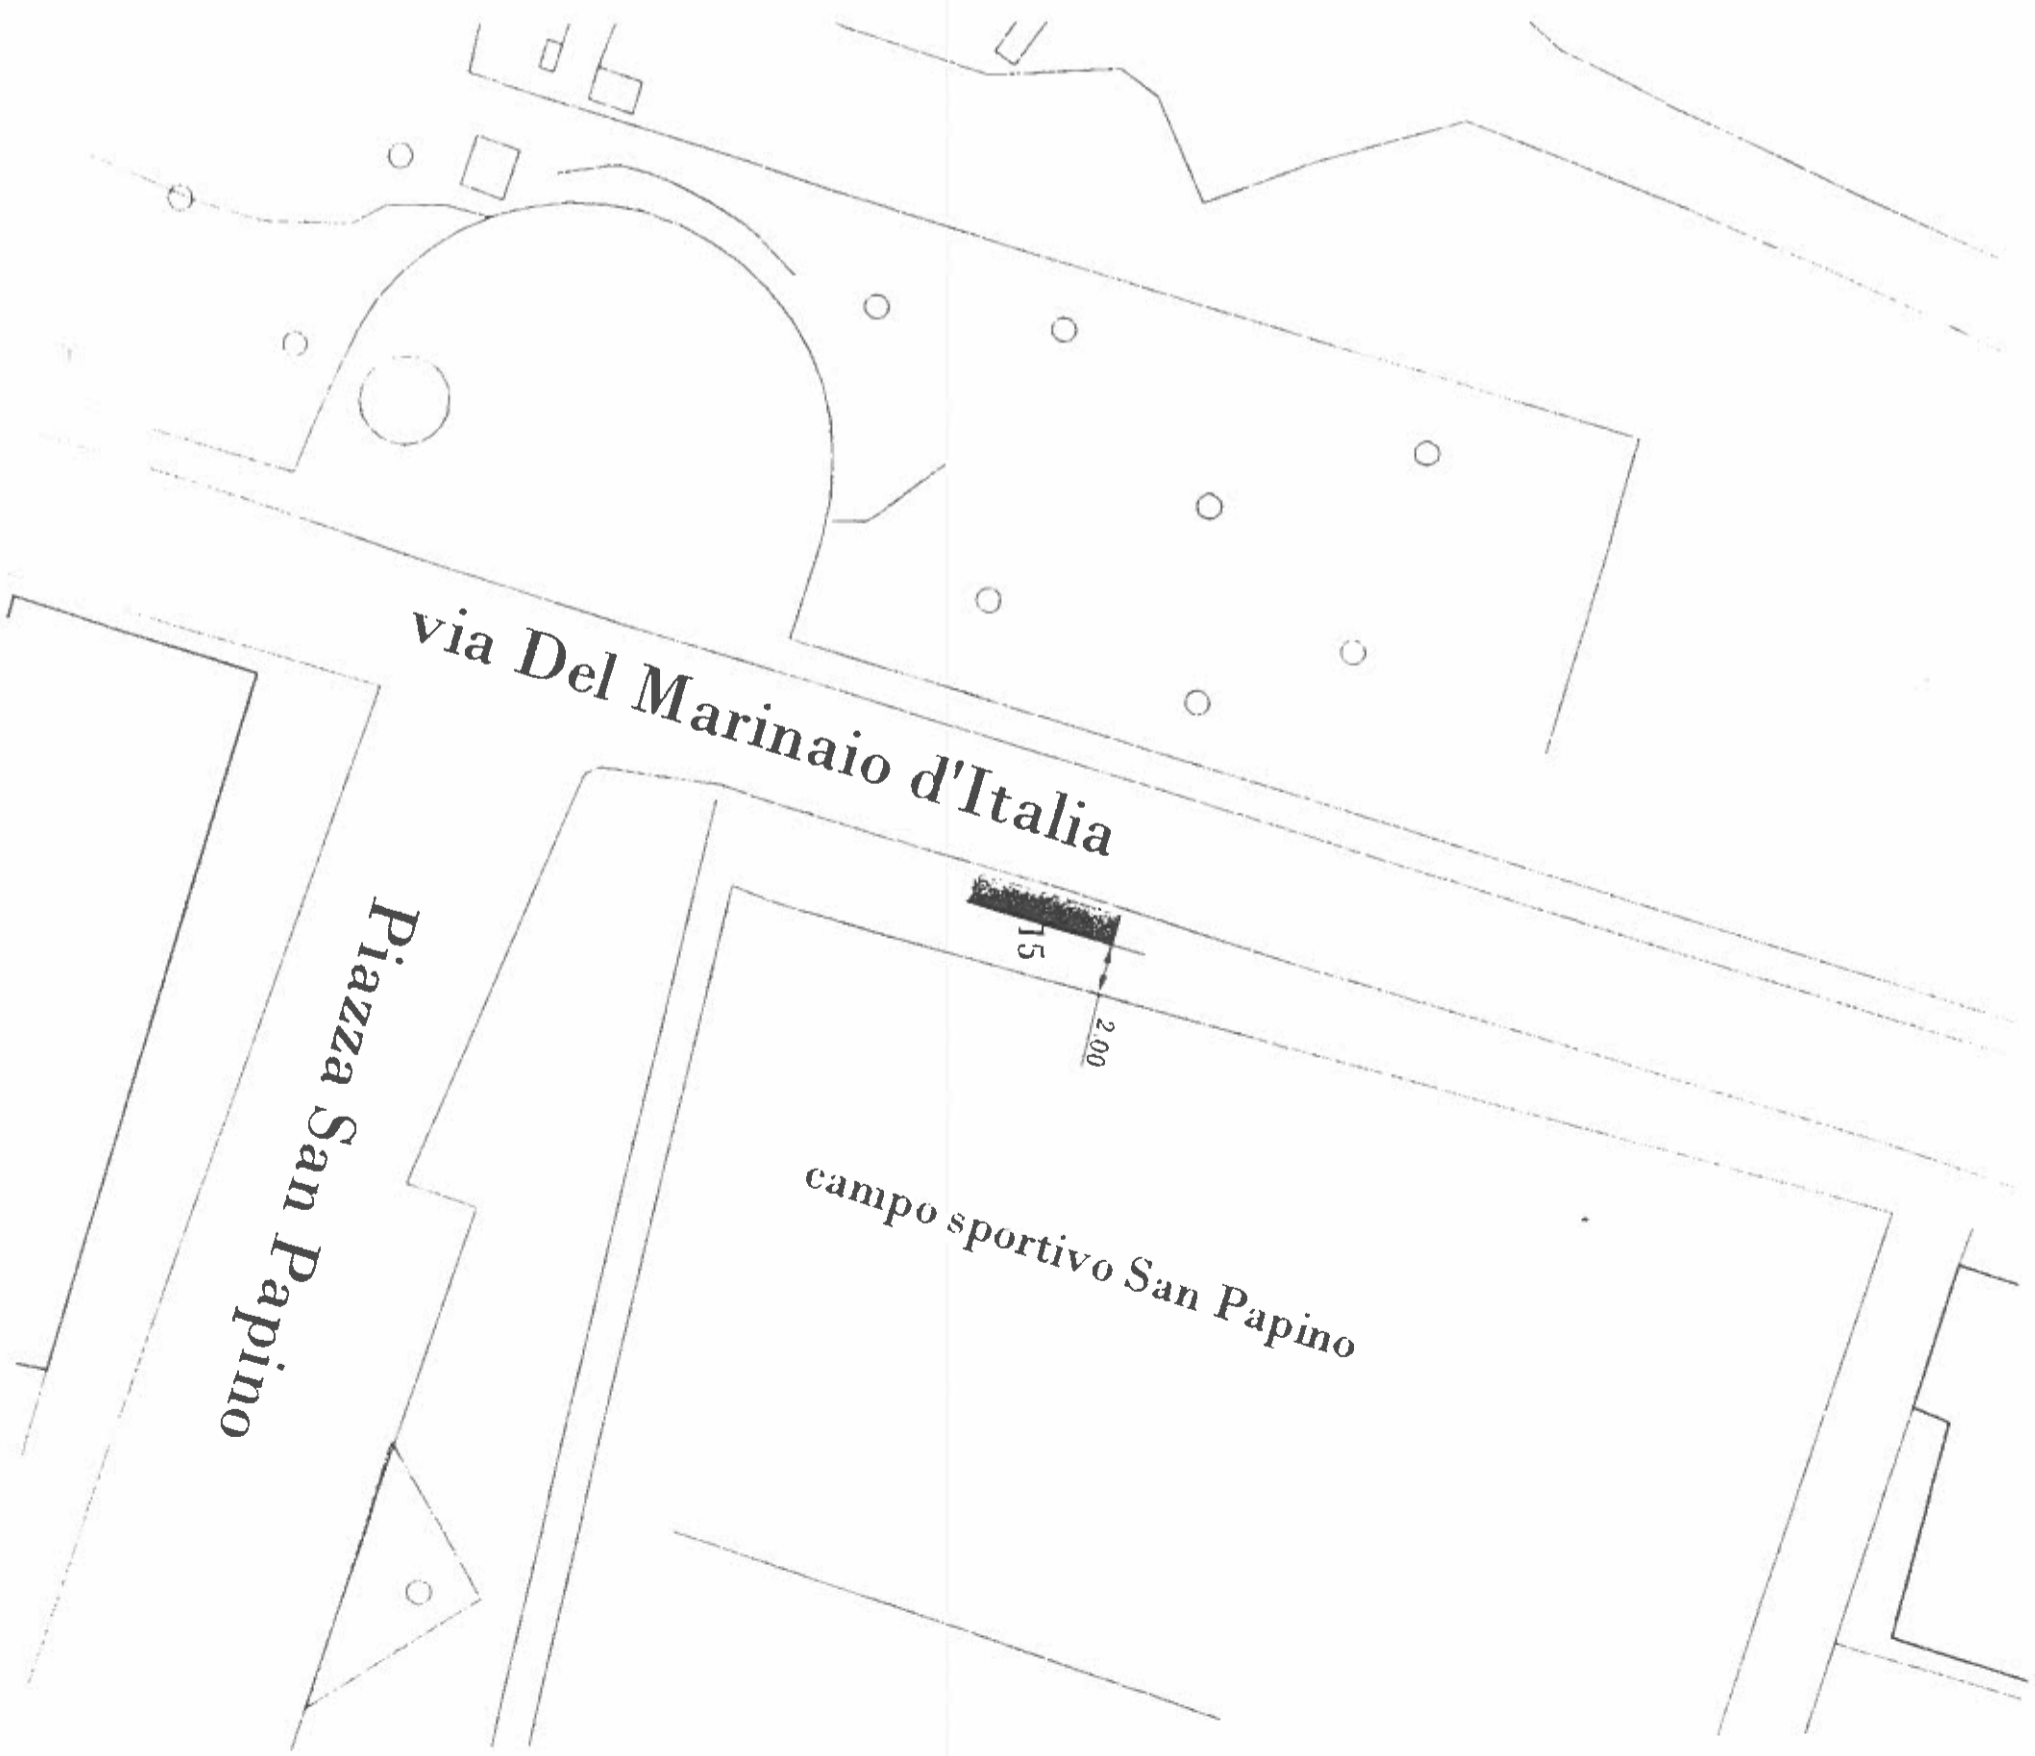 via Del Marinaio d'Italia
15
2.00
Piazza San Papino
campo sportivo San Papino